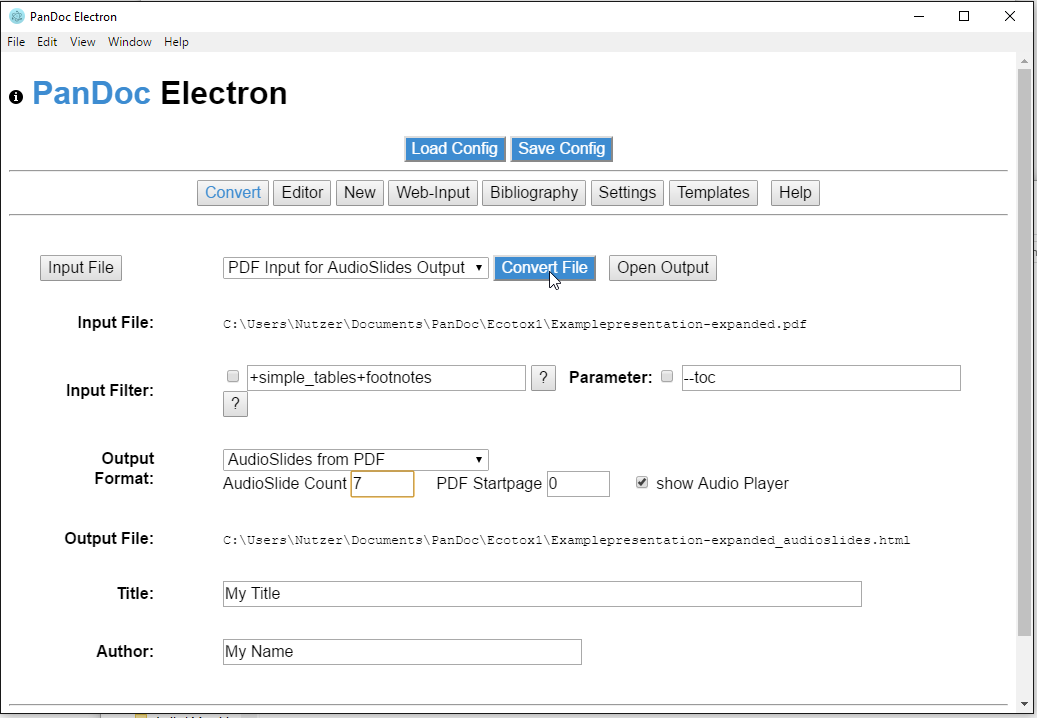 PanDoc Electron
File Edit View Window Help
PanDoc Electron
Load Config Save Config
Convert Editor New Web-Input Bibliography Settings Templates Help
Input File PDF Input for AudioSlides Output Convert File Open Output
Input File: C:\Users\Nutzer\Documents\PanDoc\Ecotox1\Examplepresentation-expanded.pdf
Input Filter: +simple_tables+footnotes ? Parameter: --toc
?
Output Format: AudioSlides from PDF
AudioSlide Count 7 PDF Startpage 0 show Audio Player
Output File: C:\Users\Nutzer\Documents\PanDoc\Ecotox1\Examplepresentation-expanded_audioslides.html
Title: My Title
Author: My Name